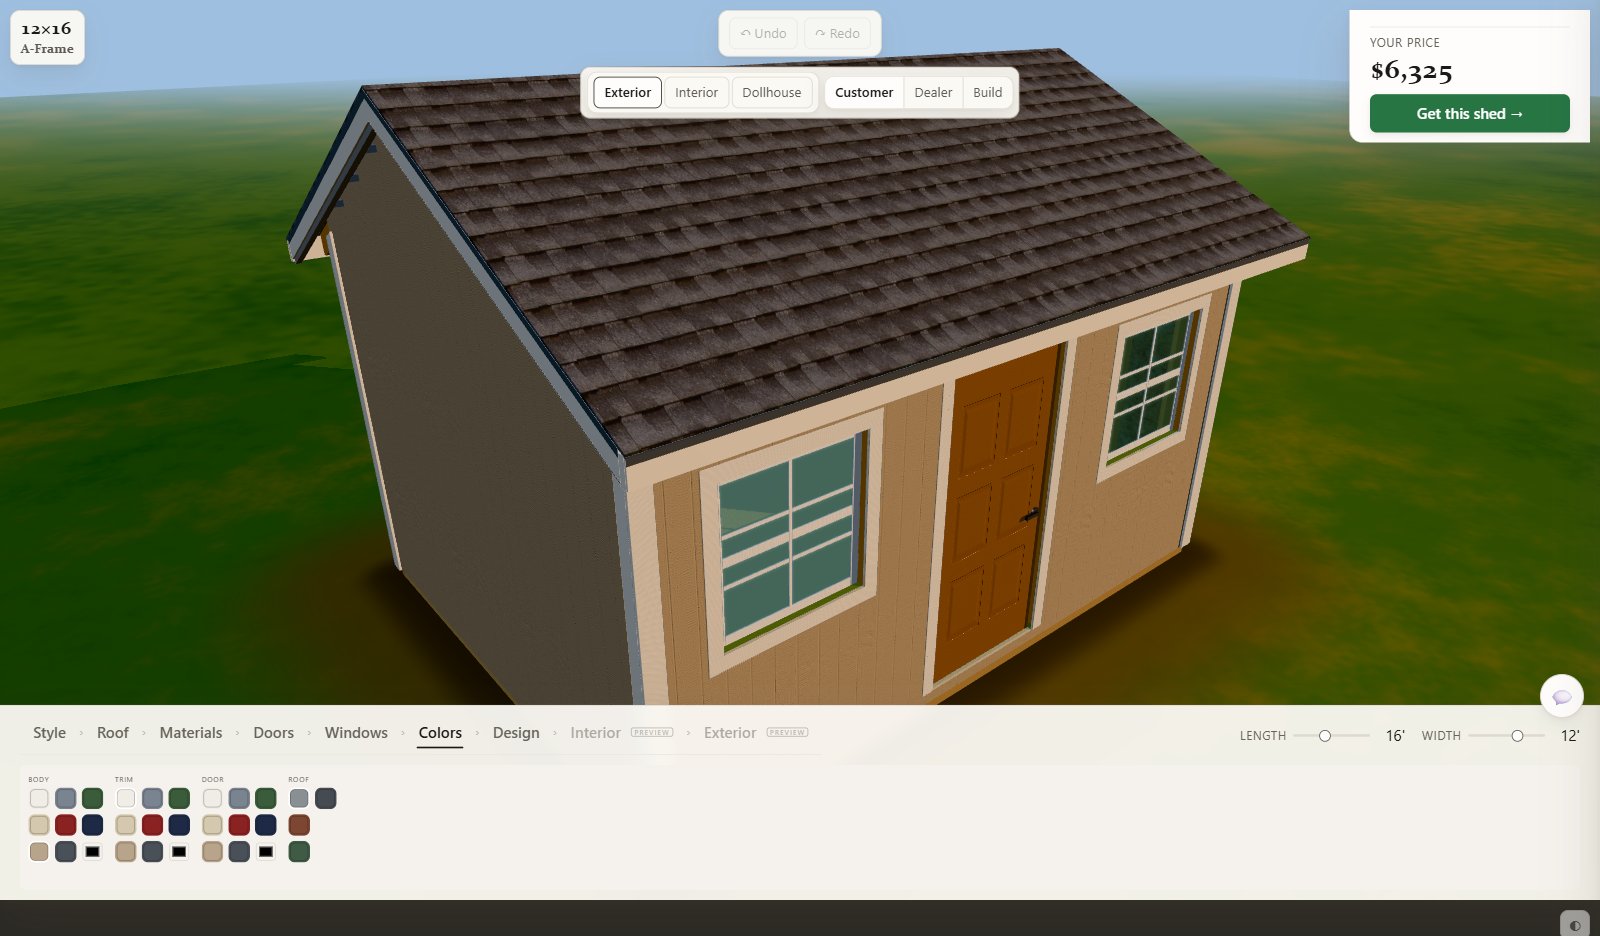 12×16
A-Frame
↶ Undo
↷ Redo
Exterior
Interior
Dollhouse
Customer
Dealer
Build
YOUR PRICE
$6,325
Get this shed →
Style › Roof › Materials › Doors › Windows › Colors › Design › Interior PREVIEW › Exterior PREVIEW
LENGTH 16' WIDTH 12'
BODY
TRIM
DOOR
ROOF